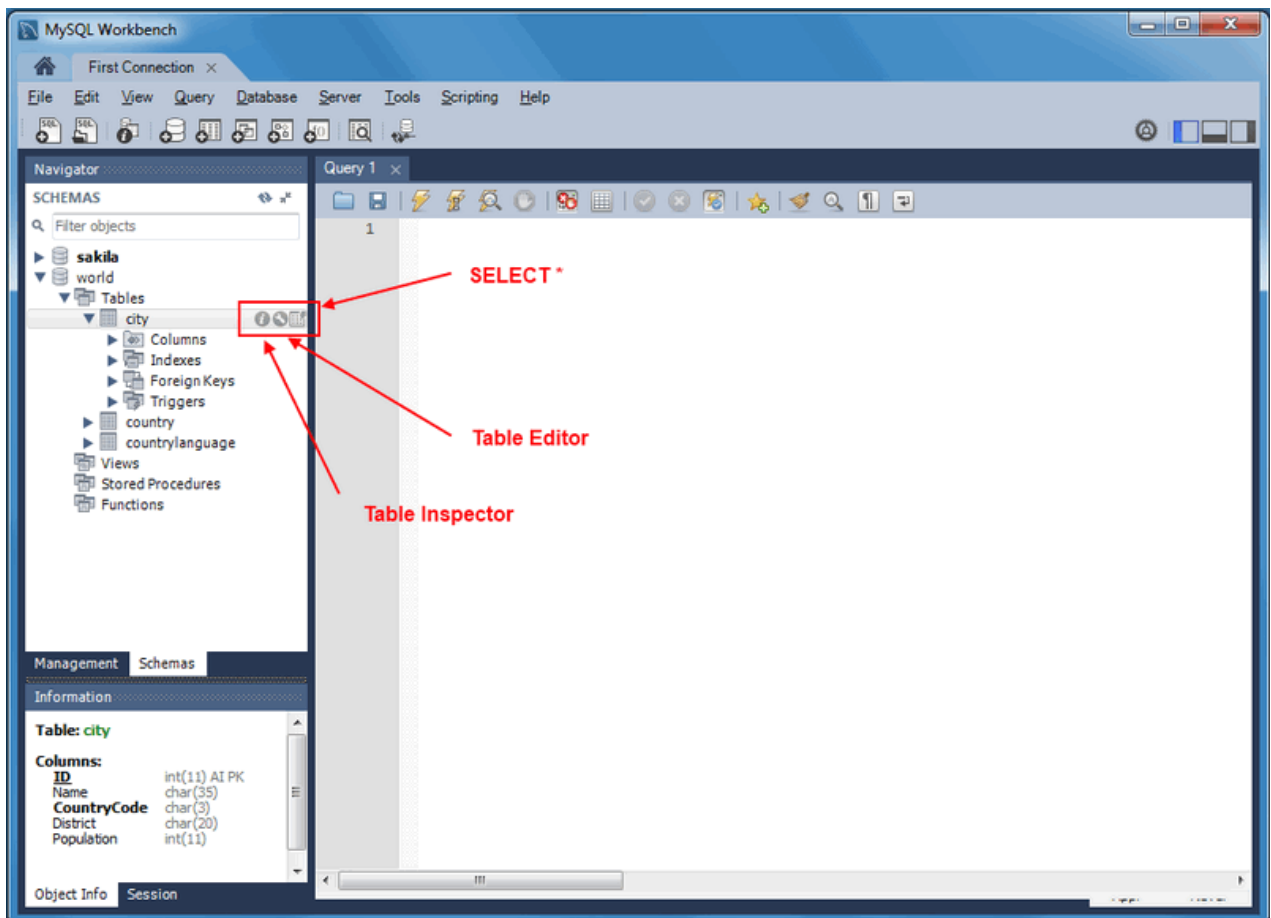 MySQL Workbench
First Connection
File Edit View Query Database Server Tools Scripting Help
Navigator
Query 1
SCHEMAS
Filter objects
1
sakila
world
SELECT *
Tables
city
Columns
Indexes
Foreign Keys
Triggers
country
Table Editor
countrylanguage
Views
Stored Procedures
Functions
Table Inspector
Management Schemas
Information
Table: city
Columns:
ID int(11) AI PK
Name char(35)
CountryCode char(3)
District char(20)
Population int(11)
Object Info Session